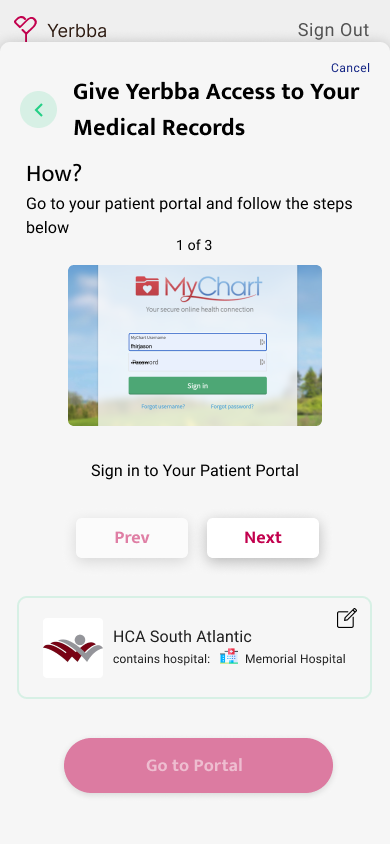 Yerbba
Sign Out
Cancel
Give Yerbba Access to Your
Medical Records
How?
Go to your patient portal and follow the steps
below
1 of 3
MyChart
Your secure online health connection
MyChart Username
fhirjason
Password
Sign in
Forgot username?
Forgot password?
Sign in to Your Patient Portal
Prev
Next
HCA South Atlantic
contains hospital:
Memorial Hospital
Go to Portal